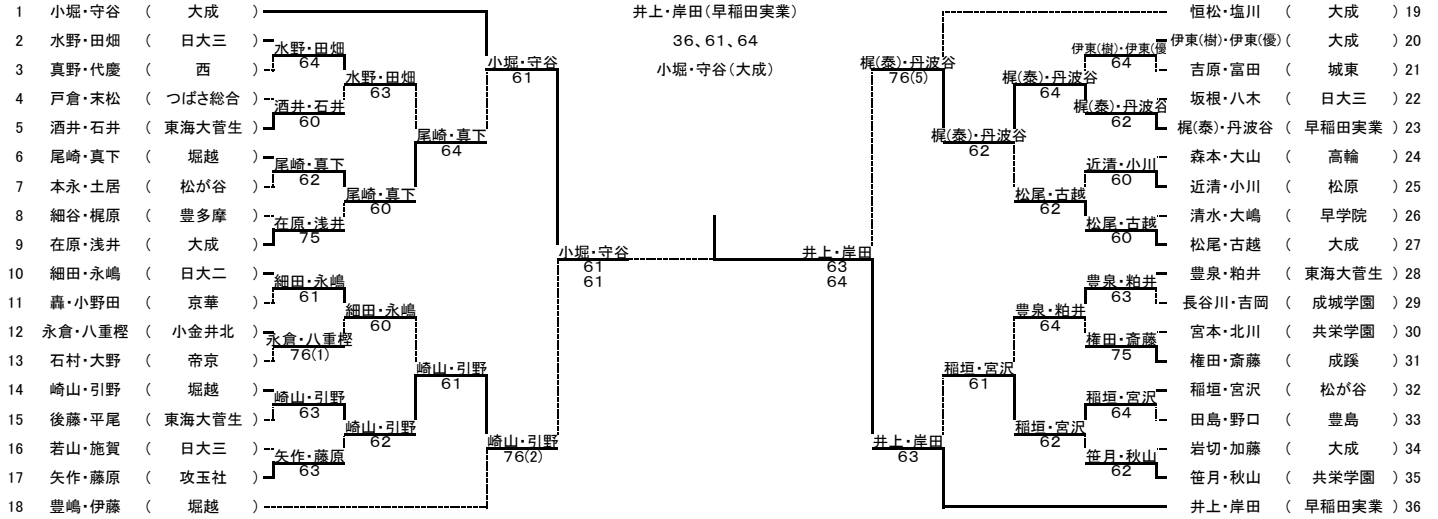 井上・岸田(早稲田実業)
36、61、64
小堀・守谷(大成)
1 小堀・守谷 ( 大成 )
2 水野・田畑 ( 日大三 )
3 真野・代慶 ( 西 )
4 戸倉・末松 ( つばさ総合 )
5 酒井・石井 ( 東海大菅生 )
6 尾崎・真下 ( 堀越 )
7 本永・土居 ( 松が谷 )
8 細谷・梶原 ( 豊多摩 )
9 在原・浅井 ( 大成 )
10 細田・永嶋 ( 日大二 )
11 轟・小野田 ( 京華 )
12 永倉・八重樫 ( 小金井北 )
13 石村・大野 ( 帝京 )
14 崎山・引野 ( 堀越 )
15 後藤・平尾 ( 東海大菅生 )
16 若山・施賀 ( 日大三 )
17 矢作・藤原 ( 攻玉社 )
18 豊嶋・伊藤 ( 堀越 )
水野・田畑
64
酒井・石井
60
尾崎・真下
62
在原・浅井
75
細田・永嶋
61
永倉・八重樫
76(1)
崎山・引野
63
矢作・藤原
63
水野・田畑
63
尾崎・真下
60
細田・永嶋
60
崎山・引野
62
尾崎・真下
64
崎山・引野
61
小堀・守谷
61
崎山・引野
76(2)
小堀・守谷
61
61
井上・岸田
63
64
梶(泰)・丹波谷
76(5)
井上・岸田
63
梶(泰)・丹波谷
62
稲垣・宮沢
61
梶(泰)・丹波谷
64
松尾・古越
62
豊泉・粕井
64
稲垣・宮沢
62
伊東(樹)・伊東(優)
64
梶(泰)・丹波谷
62
近清・小川
60
松尾・古越
60
豊泉・粕井
63
権田・斎藤
75
稲垣・宮沢
64
笹月・秋山
62
恒松・塩川 ( 大成 ) 19
伊東(樹)・伊東(優) ( 大成 ) 20
吉原・富田 ( 城東 ) 21
坂根・八木 ( 日大三 ) 22
梶(泰)・丹波谷 ( 早稲田実業 ) 23
森本・大山 ( 高輪 ) 24
近清・小川 ( 松原 ) 25
清水・大嶋 ( 早学院 ) 26
松尾・古越 ( 大成 ) 27
豊泉・粕井 ( 東海大菅生 ) 28
長谷川・吉岡 ( 成城学園 ) 29
宮本・北川 ( 共栄学園 ) 30
権田・斎藤 ( 成蹊 ) 31
稲垣・宮沢 ( 松が谷 ) 32
田島・野口 ( 豊島 ) 33
岩切・加藤 ( 大成 ) 34
笹月・秋山 ( 共栄学園 ) 35
井上・岸田 ( 早稲田実業 ) 36